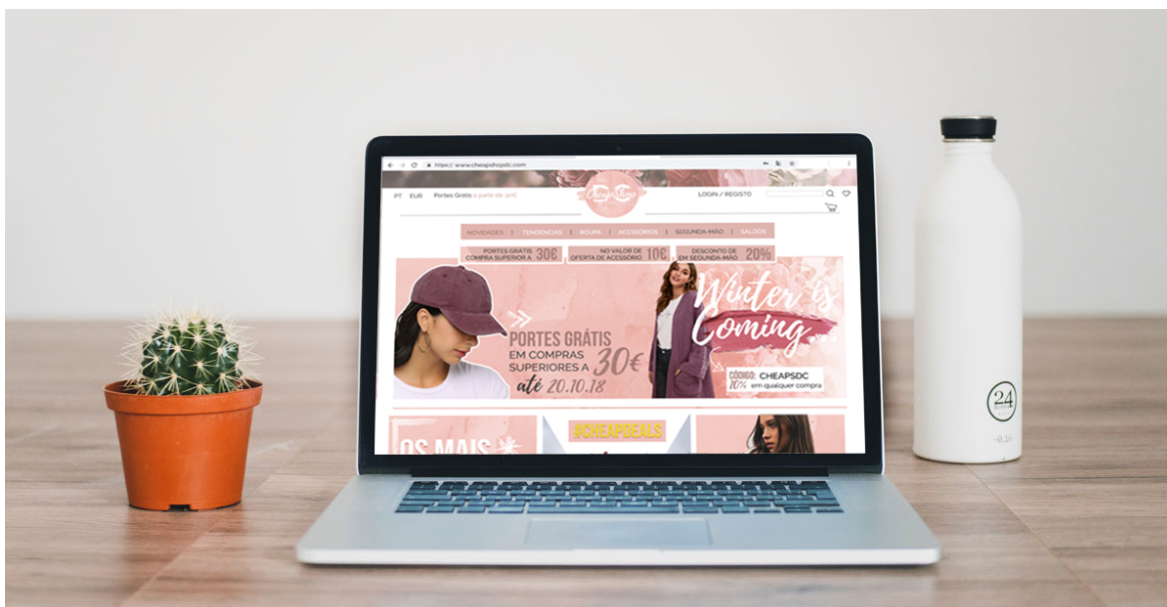 https:// www.cheapshopdc.com
PT EUR Portes Grátis a partir de 30€
LOGIN / REGISTO
NOVIDADES | TENDÊNCIAS | ROUPA | ACESSÓRIOS | SEGUNDA-MÃO | SALDOS
PORTES GRÁTIS
COMPRA SUPERIOR A 30€
NO VALOR DE
OFERTA DE ACESSÓRIO 10€
DESCONTO DE
EM SEGUNDA-MÃO 20%
PORTES GRÁTIS
EM COMPRAS
SUPERIORES A 30€
até 20.10.18
Winter is
Coming...
CÓDIGO: CHEAPSDC
10% em qualquer compra
OS MAIS
#CHEAPDEALS
24